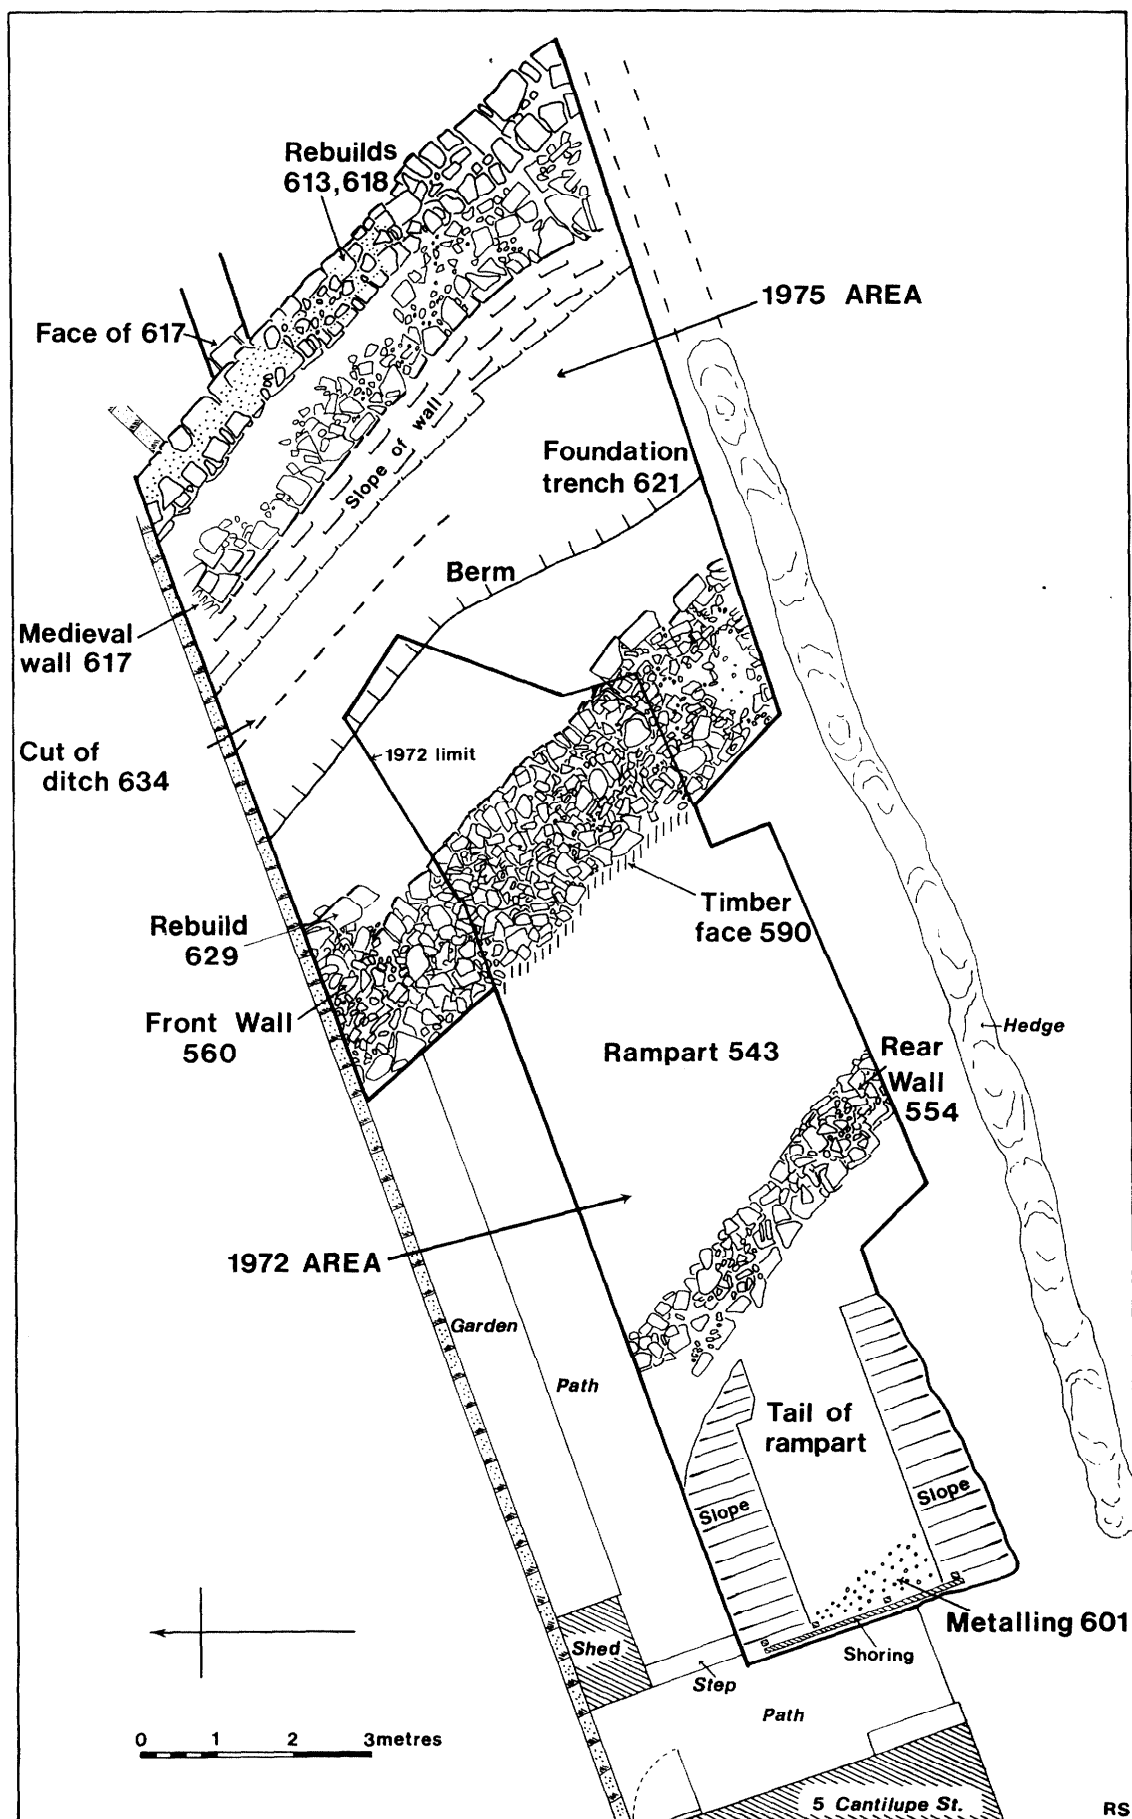 Rebuilds
613,618
1975 AREA
Face of 617
Slope of wall
Foundation
trench 621
Berm
Medieval
wall 617
Cut of
ditch 634
1972 limit
Timber
face 590
Rebuild
629
Front Wall
560
Hedge
Rampart 543
Rear
Wall
554
1972 AREA
Garden
Path
Tail of
rampart
Slope
Slope
Metalling 601
Shed
Shoring
Step
Path
0 1 2 3metres
5 Cantilupe St.
RS